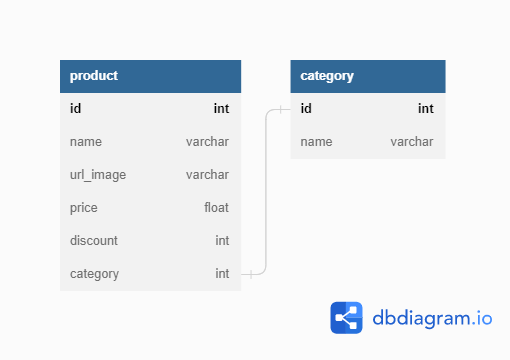 product
id int
name varchar
url_image varchar
price float
discount int
category int
category
id int
name varchar
dbdiagram.io